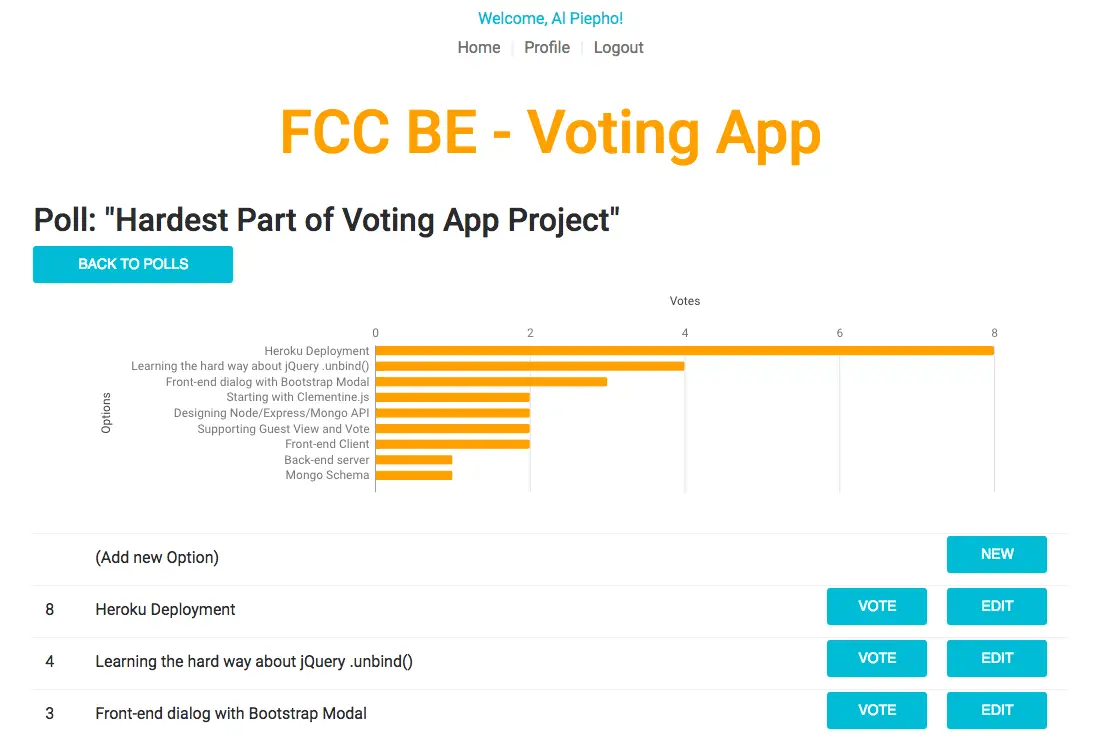 Welcome, Al Piepho!
Home Profile Logout
FCC BE - Voting App
Poll: "Hardest Part of Voting App Project"
BACK TO POLLS
Votes
0 2 4 6 8
Options
Heroku Deployment
Learning the hard way about jQuery .unbind()
Front-end dialog with Bootstrap Modal
Starting with Clementine.js
Designing Node/Express/Mongo API
Supporting Guest View and Vote
Front-end Client
Back-end server
Mongo Schema
(Add new Option) NEW
8 Heroku Deployment VOTE EDIT
4 Learning the hard way about jQuery .unbind() VOTE EDIT
3 Front-end dialog with Bootstrap Modal VOTE EDIT